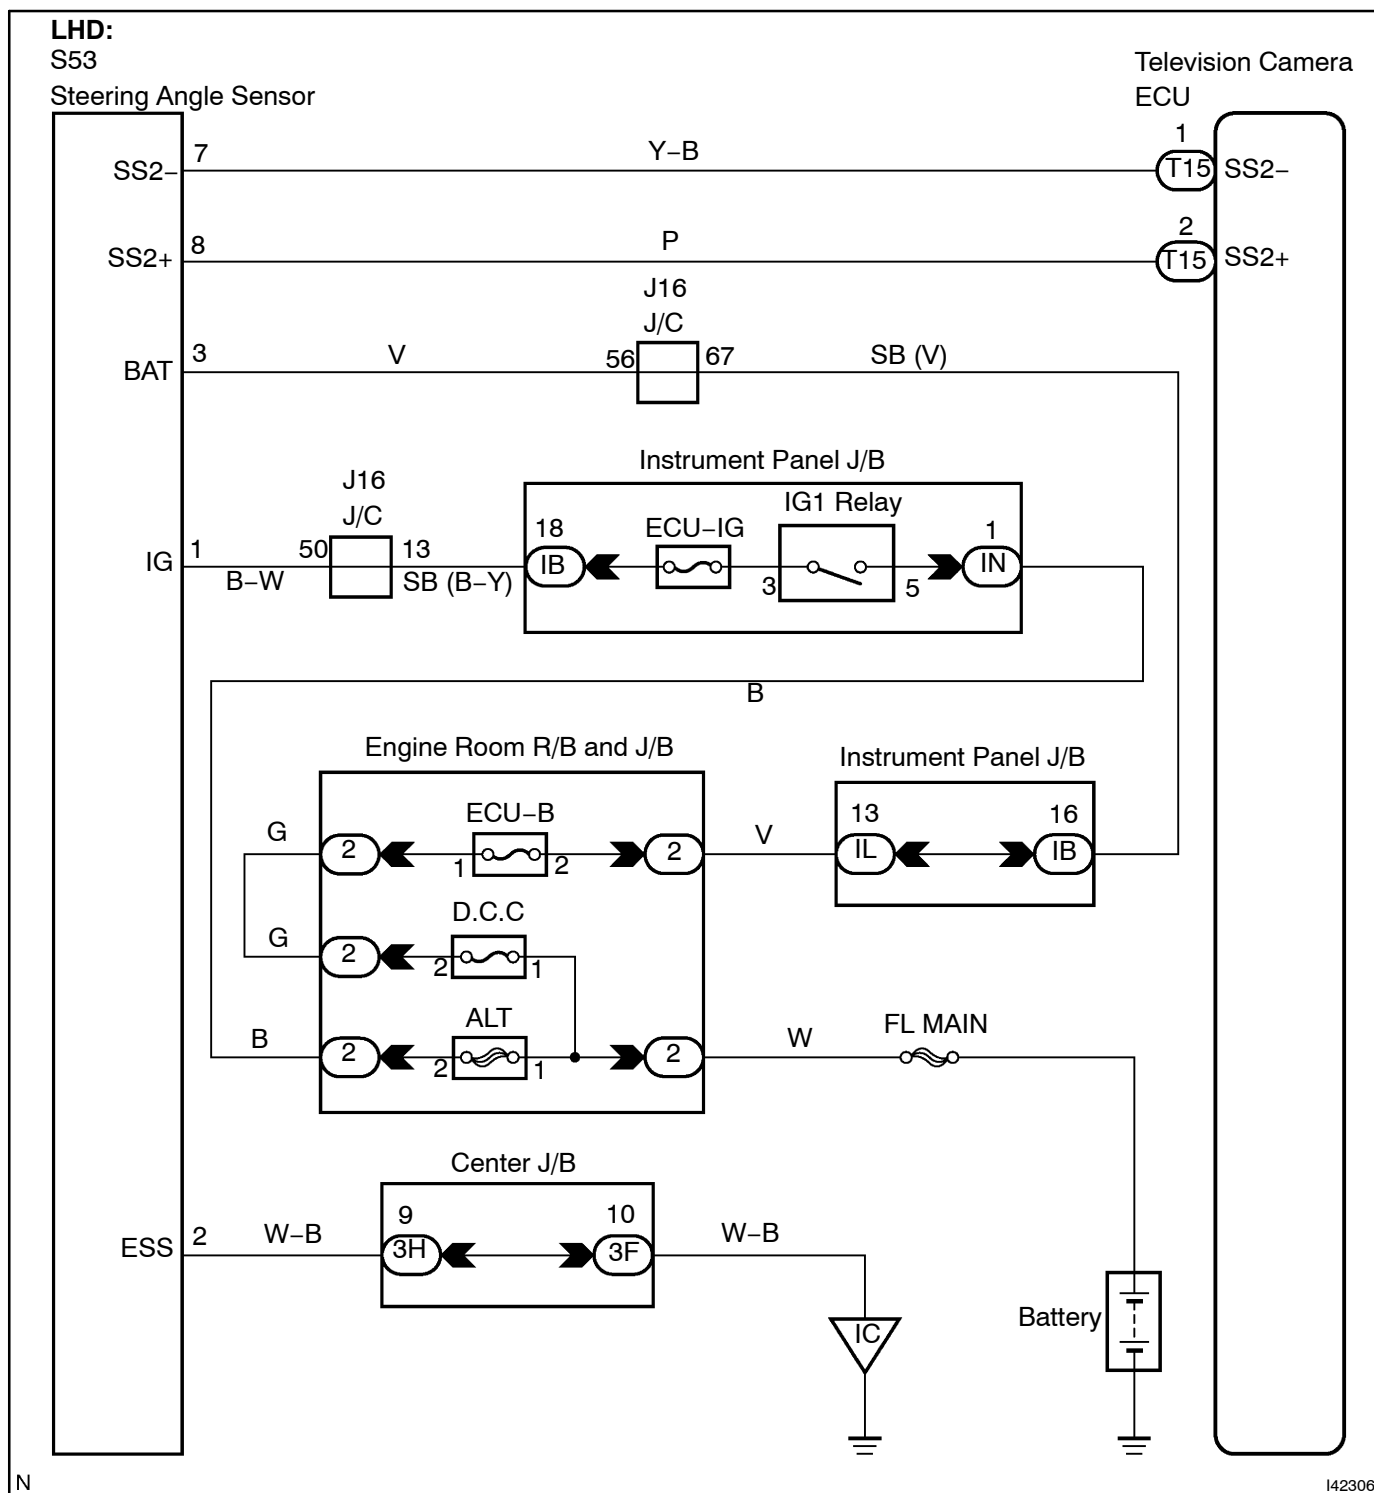 LHD:
S53
Steering Angle Sensor
Television Camera
ECU
SS2−
7
Y−B
1
T15
SS2−
SS2+
8
P
2
T15
SS2+
J16
J/C
BAT
3
V
56
67
SB (V)
Instrument Panel J/B
J16
J/C
IG1 Relay
IG
1
B−W
50
13
SB (B−Y)
18
IB
ECU−IG
3
5
1
IN
B
Engine Room R/B and J/B
Instrument Panel J/B
G
2
ECU−B
1
2
2
V
13
IL
16
IB
G
2
D.C.C
2
1
B
2
ALT
2
1
2
W
FL MAIN
Center J/B
ESS
2
W−B
9
3H
10
3F
W−B
IC
Battery
N
I42306